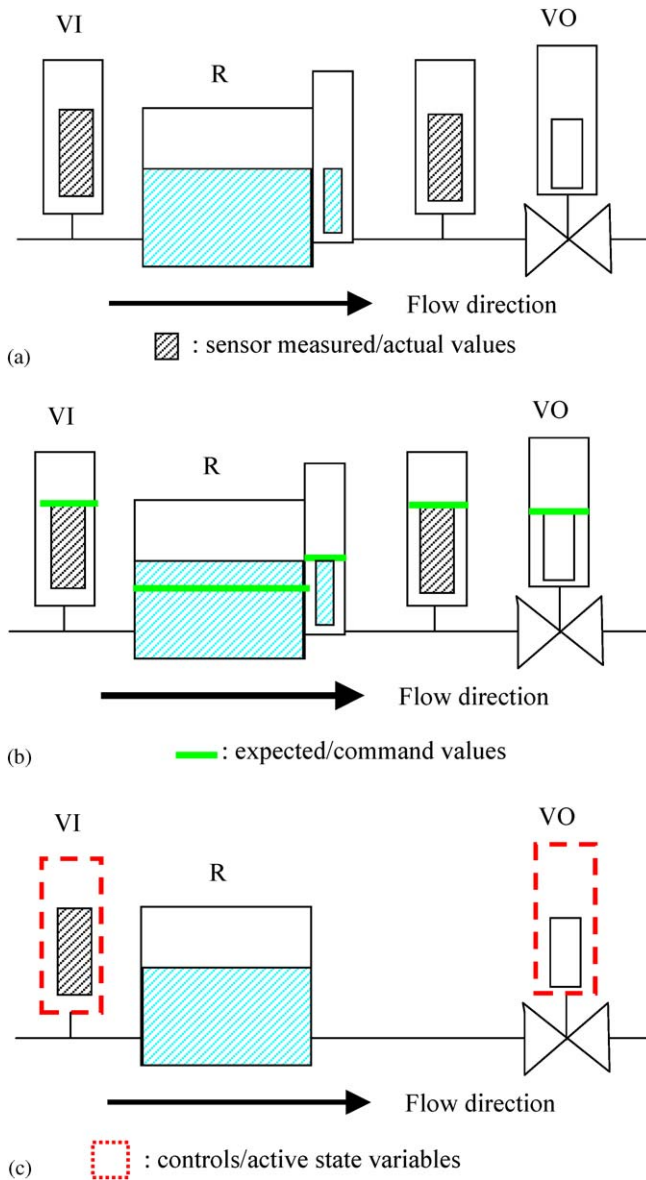 VI
VO
R
Flow direction
: sensor measured/actual values
(a)
VI
VO
R
Flow direction
(b)
: expected/command values
VI
VO
R
Flow direction
(c)
: controls/active state variables